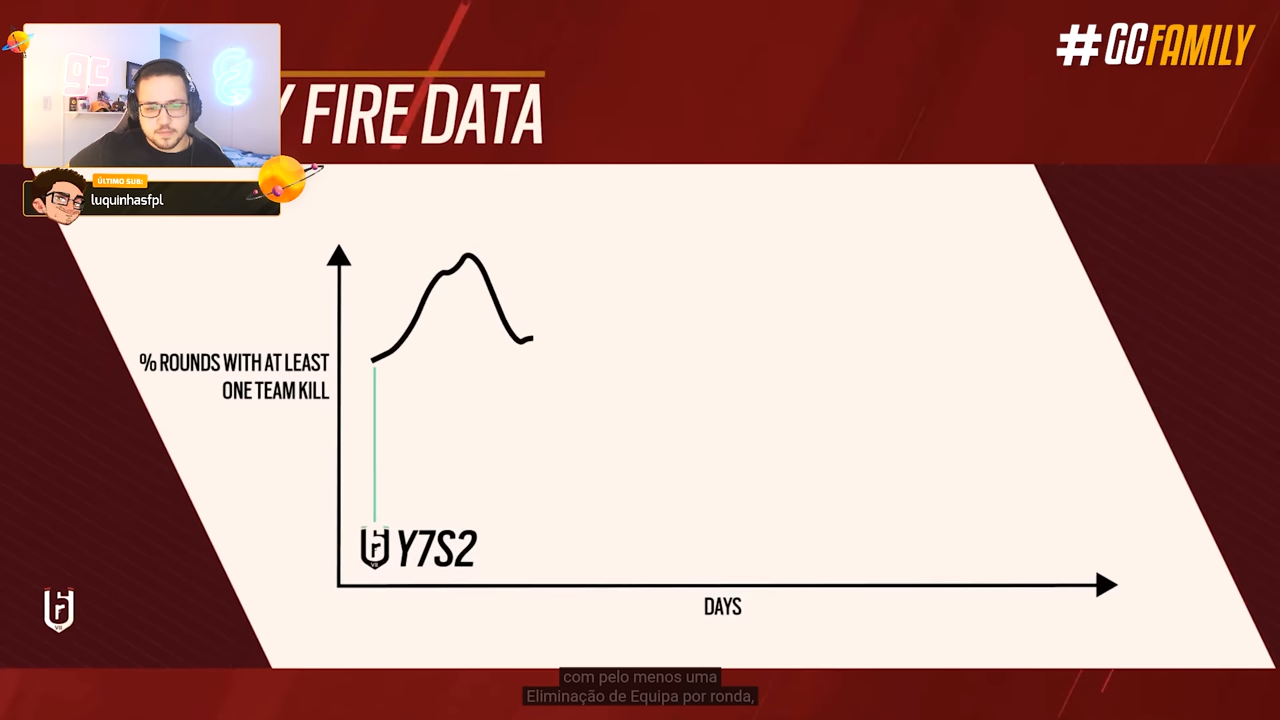 #GCFAMILY
gc
Y FIRE DATA
ÚLTIMO SUB:
luquinhasfpl
% ROUNDS WITH AT LEAST
ONE TEAM KILL
Y7S2
DAYS
com pelo menos uma
Eliminação de Equipa por ronda,